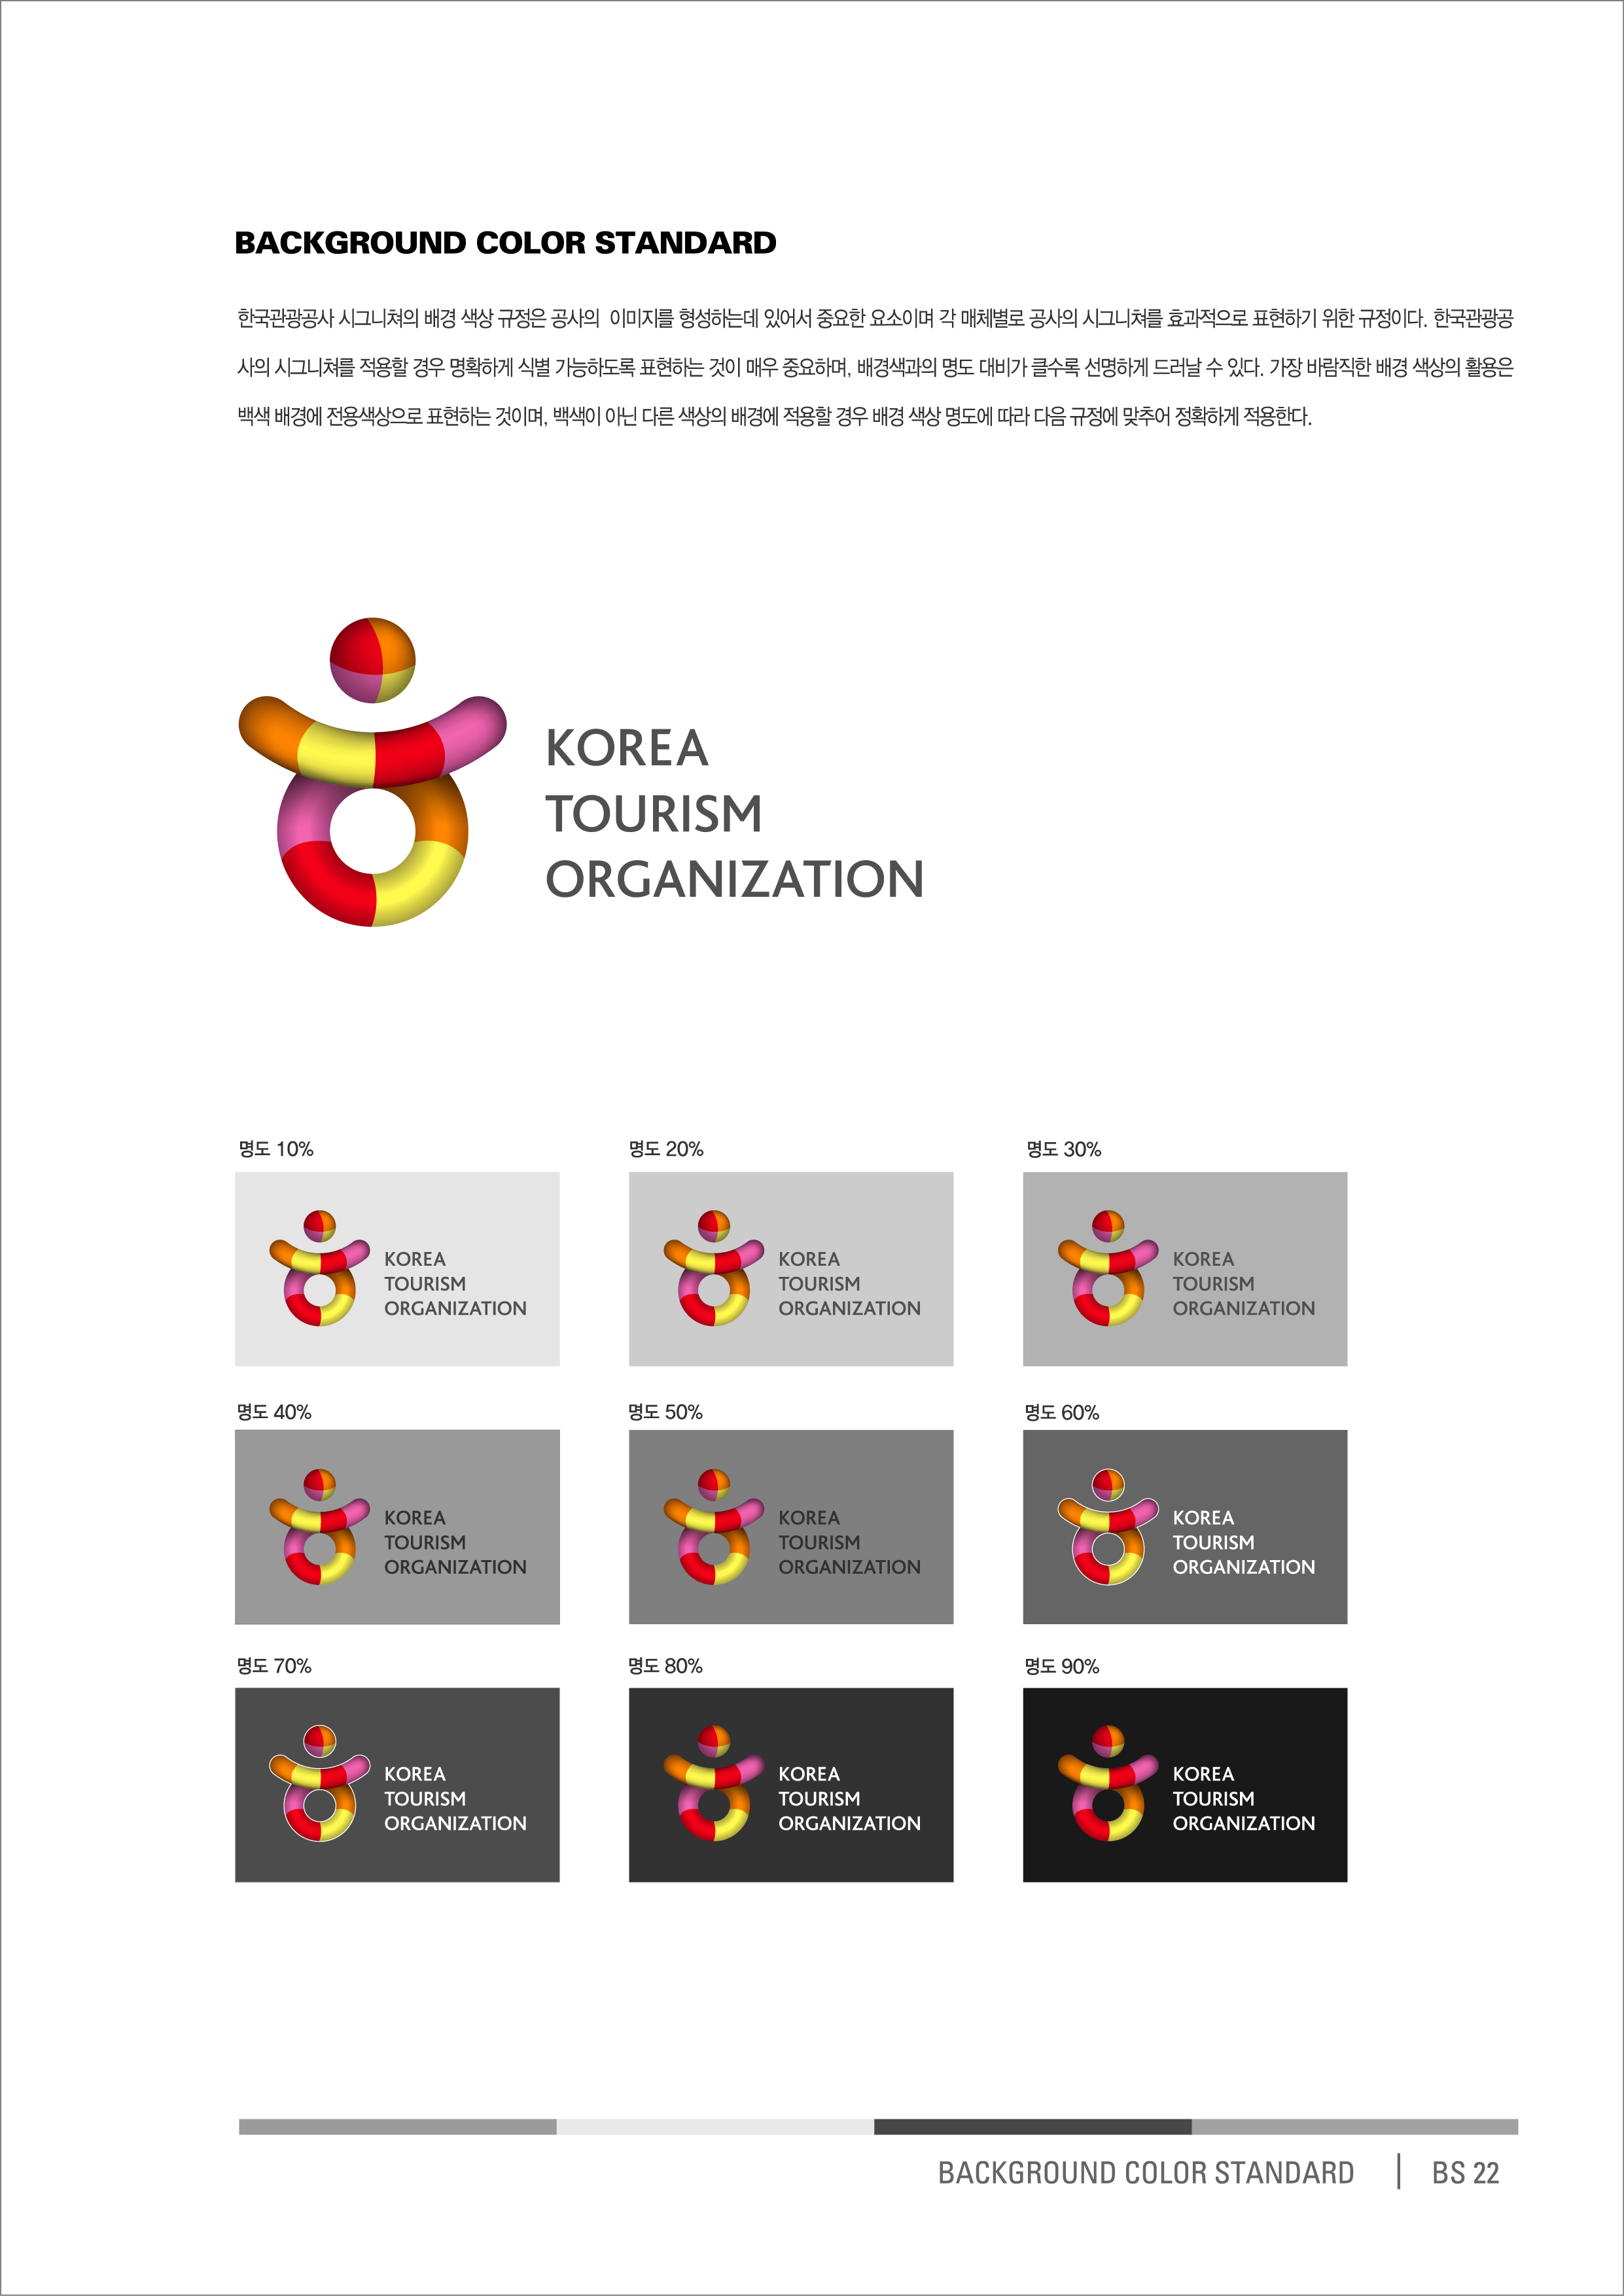 BACKGROUND COLOR STANDARD
한국관광공사 시그니쳐의 배경 색상 규정은 공사의 이미지를 형성하는데 있어서 중요한 요소이며 각 매체별로 공사의 시그니쳐를 효과적으로 표현하기 위한 규정이다. 한국관광공
사의 시그니쳐를 적용할 경우 명확하게 식별 가능하도록 표현하는 것이 매우 중요하며, 배경색과의 명도 대비가 클수록 선명하게 드러날 수 있다. 가장 바람직한 배경 색상의 활용은
백색 배경에 전용색상으로 표현하는 것이며, 백색이 아닌 다른 색상의 배경에 적용할 경우 배경 색상 명도에 따라 다음 규정에 맞추어 정확하게 적용한다.
KOREA
TOURISM
ORGANIZATION
명도 10%
KOREA
TOURISM
ORGANIZATION
명도 20%
KOREA
TOURISM
ORGANIZATION
명도 30%
KOREA
TOURISM
ORGANIZATION
명도 40%
KOREA
TOURISM
ORGANIZATION
명도 50%
KOREA
TOURISM
ORGANIZATION
명도 60%
KOREA
TOURISM
ORGANIZATION
명도 70%
KOREA
TOURISM
ORGANIZATION
명도 80%
KOREA
TOURISM
ORGANIZATION
명도 90%
KOREA
TOURISM
ORGANIZATION
BACKGROUND COLOR STANDARD | BS 22